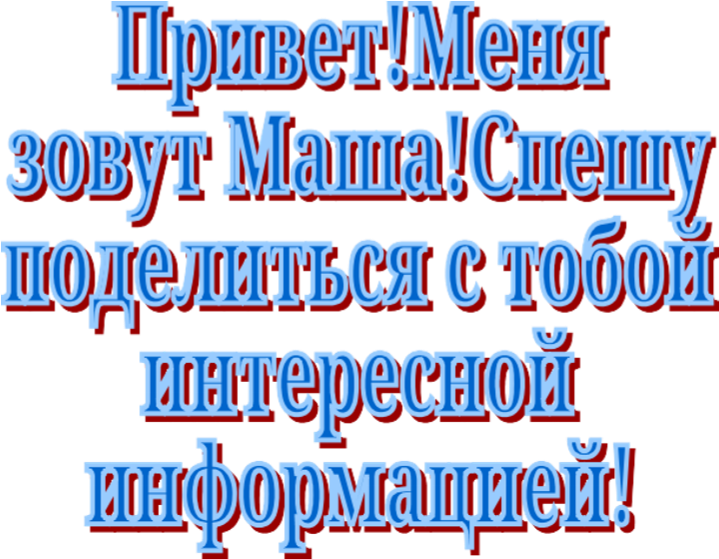 Привет!Меня
зовут Маша!Спешу
поделиться с тобой
интересной
информацией!